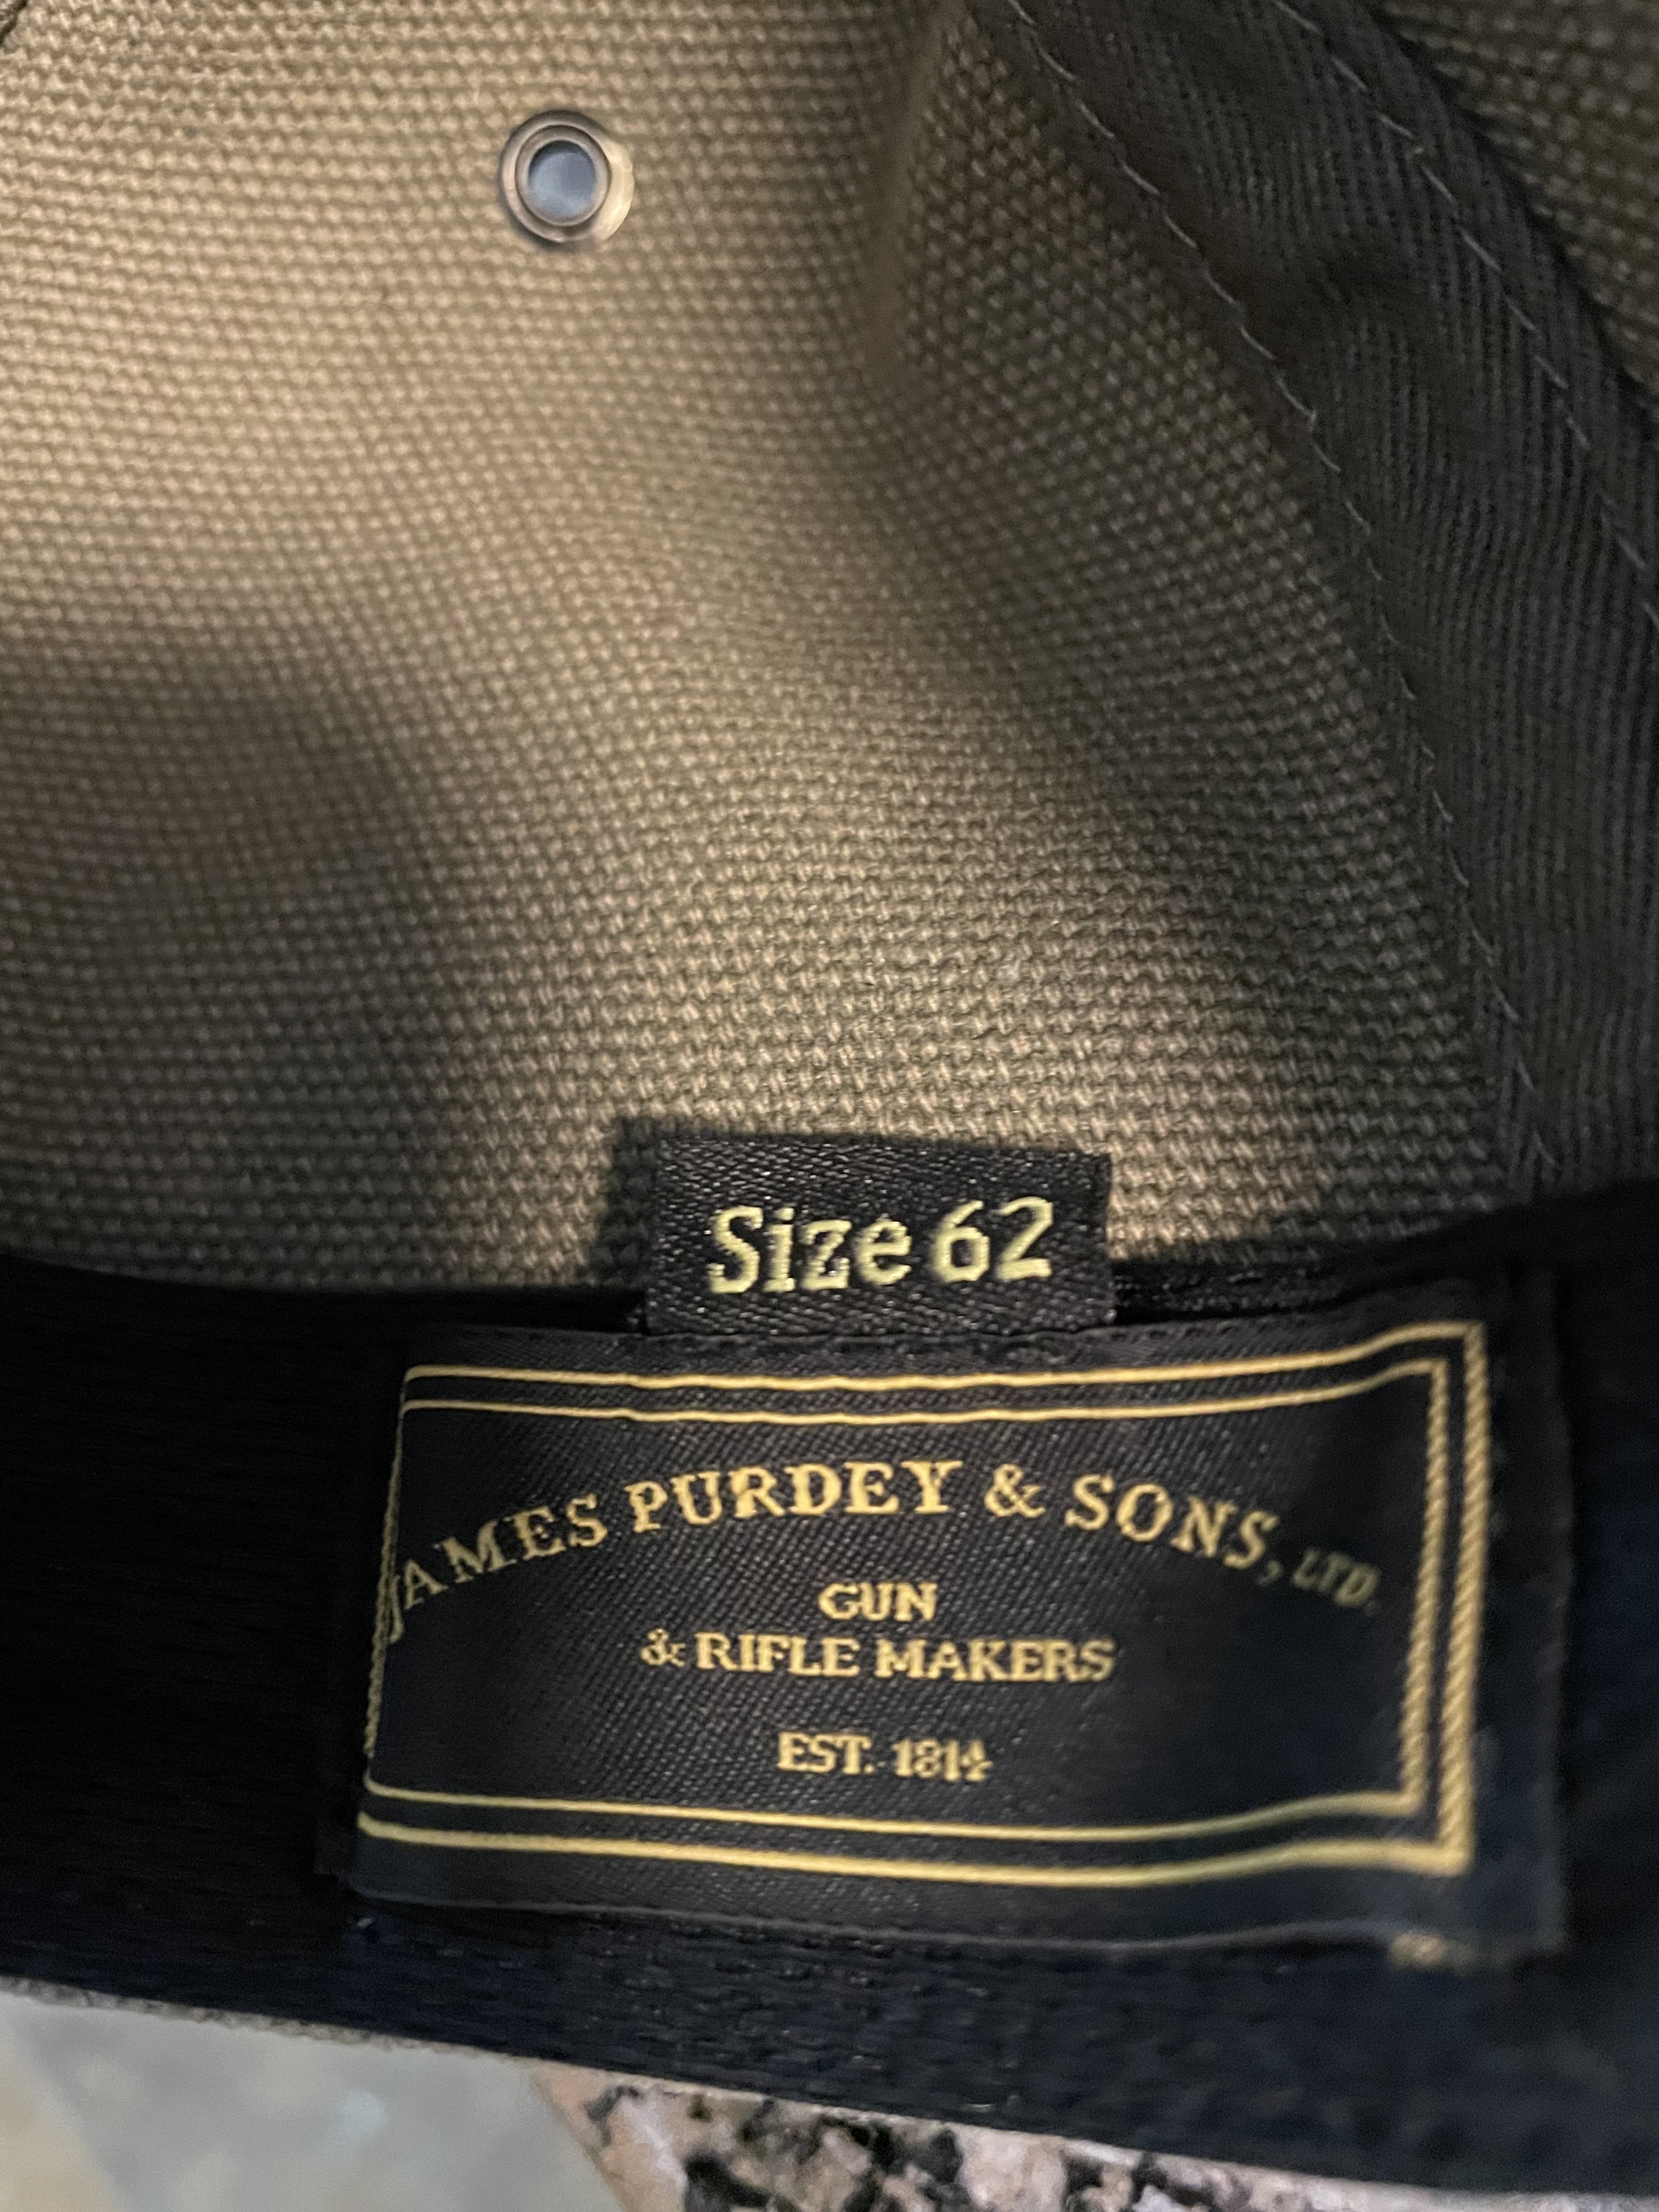 Size 62
JAMES PURDEY & SONS, LTD.
GUN
& RIFLE MAKERS
EST. 1814